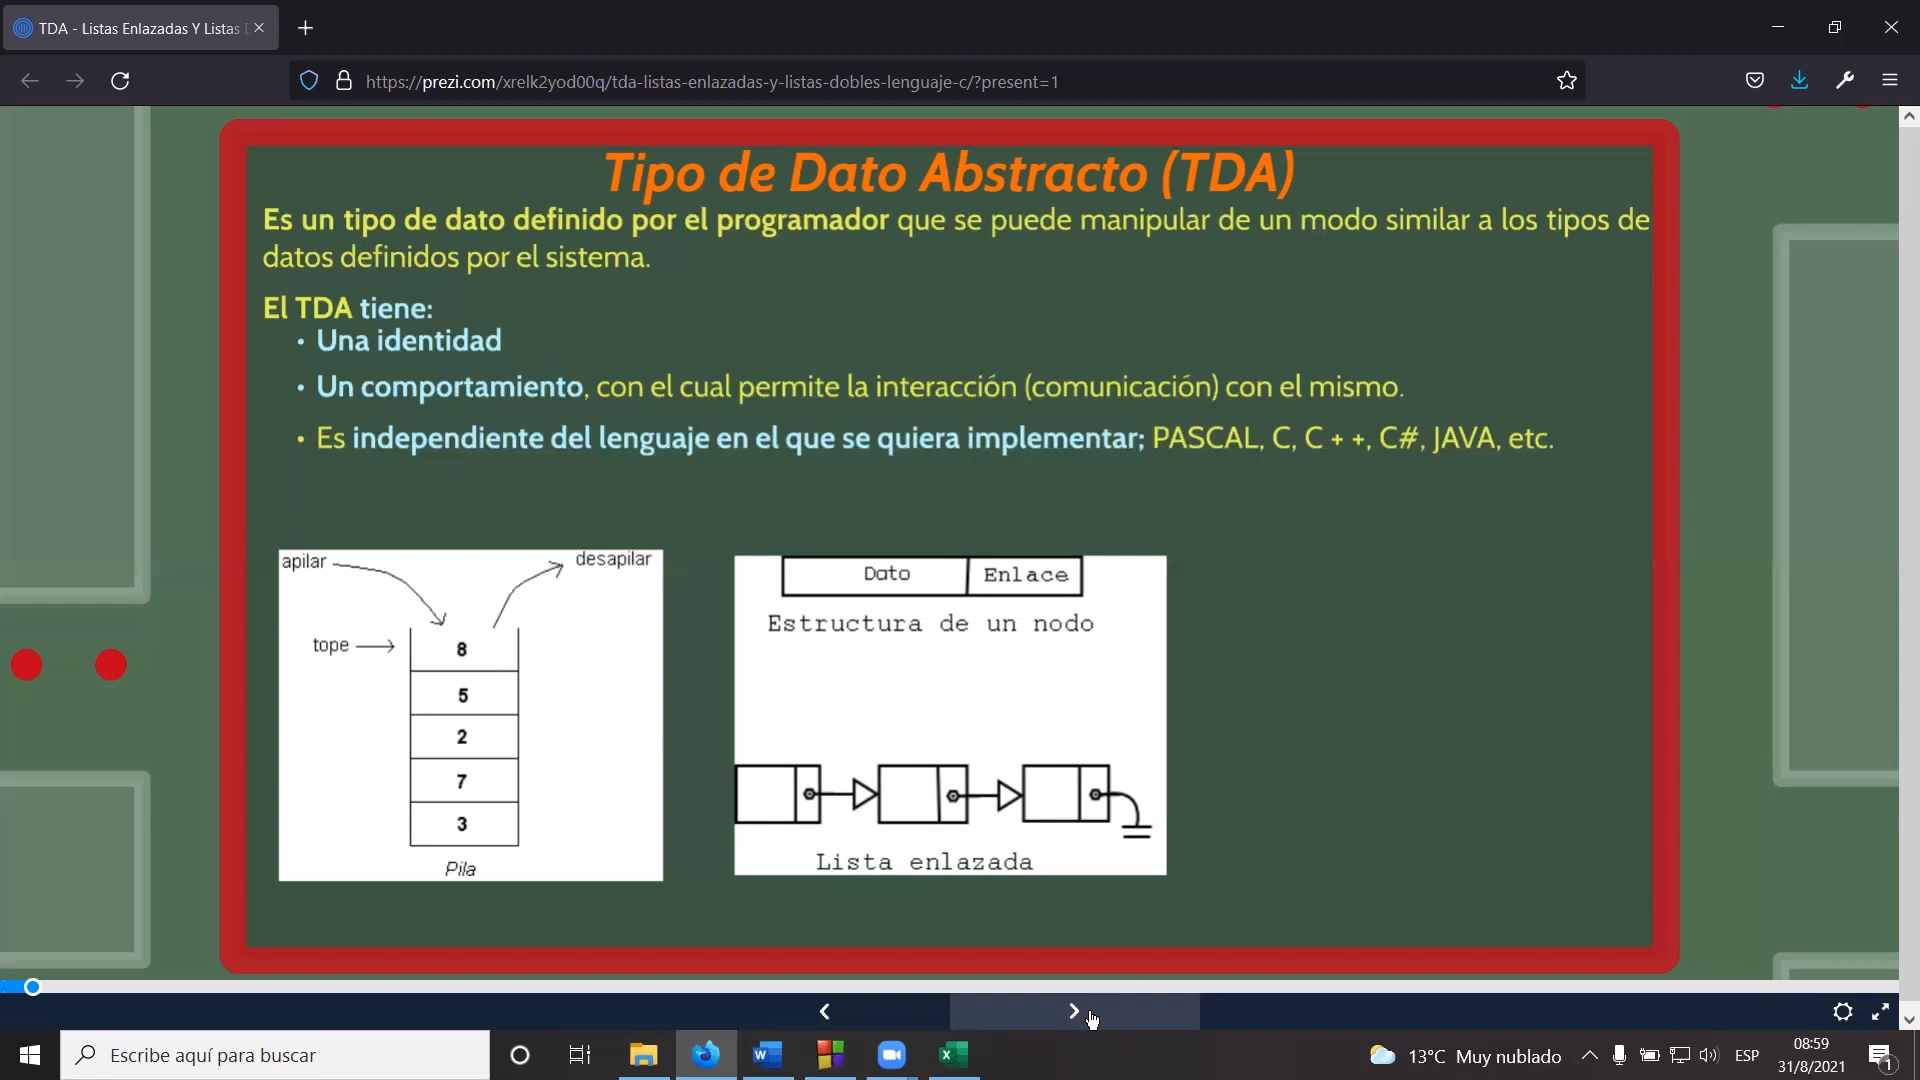 TDA - Listas Enlazadas Y Listas
https://prezi.com/xrelk2yod00q/tda-listas-enlazadas-y-listas-dobles-lenguaje-c/?present=1
Tipo de Dato Abstracto (TDA)
Es un tipo de dato definido por el programador que se puede manipular de un modo similar a los tipos de
datos definidos por el sistema.
El TDA tiene:
• Una identidad
• Un comportamiento, con el cual permite la interacción (comunicación) con el mismo.
• Es independiente del lenguaje en el que se quiera implementar; PASCAL, C, C + +, C#, JAVA, etc.
apilar
desapilar
tope
8
5
2
7
3
Pila
Dato
Enlace
Estructura de un nodo
Lista enlazada
Escribe aquí para buscar
13°C Muy nublado
ESP
08:59
31/8/2021
1